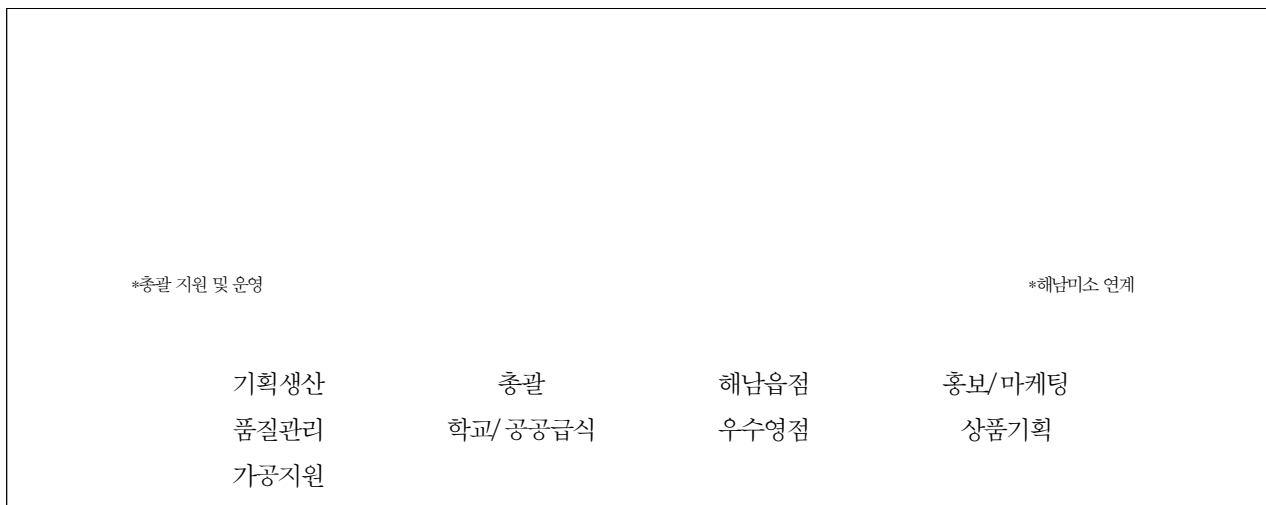 *총괄 지원 및 운영 *해남미소 연계
기획생산 총괄 해남읍점 홍보/마케팅
품질관리 학교/공공급식 우수영점 상품기획
가공지원